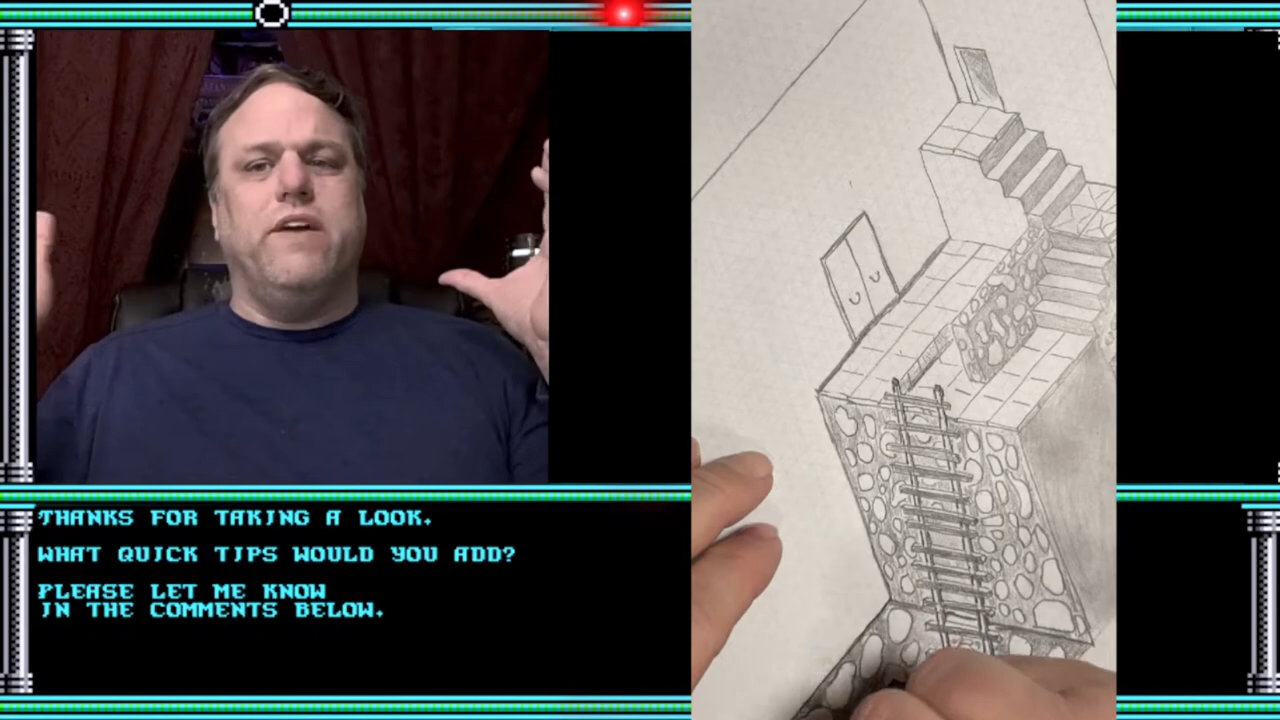 THANKS FOR TAKING A LOOK.
WHAT QUICK TIPS WOULD YOU ADD?
PLEASE LET ME KNOW
IN THE COMMENTS BELOW.